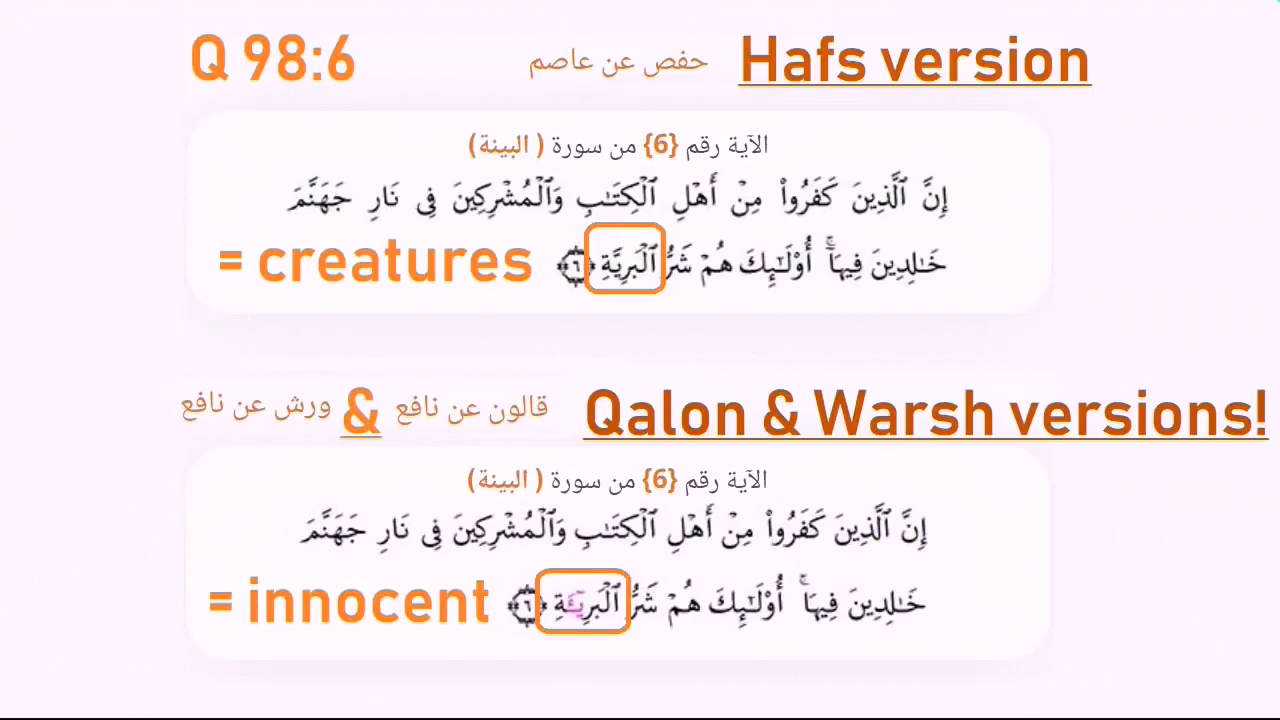 Q 98:6 حفص عن عاصم Hafs version
الآية رقم {6} من سورة ( البينة)
إِنَّ ٱلَّذِينَ كَفَرُوا۟ مِنْ أَهْلِ ٱلْكِتَـٰبِ وَٱلْمُشْرِكِينَ فِى نَارِ جَهَنَّمَ
خَـٰلِدِينَ فِيهَآ ۚ أُو۟لَـٰٓئِكَ هُمْ شَرُّ ٱلْبَرِيَّةِ ﴿٦﴾ = creatures
ورش عن نافع & قالون عن نافع Qalon & Warsh versions!
الآية رقم {6} من سورة ( البينة)
إِنَّ ٱلَّذِينَ كَفَرُوا۟ مِنْ أَهْلِ ٱلْكِتَـٰبِ وَٱلْمُشْرِكِينَ فِى نَارِ جَهَنَّمَ
خَـٰلِدِينَ فِيهَا ۚ أُو۟لَـٰٓئِكَ هُمْ شَرُّ ٱلْبَرِيٓـَٔةِ ﴿٦﴾ = innocent